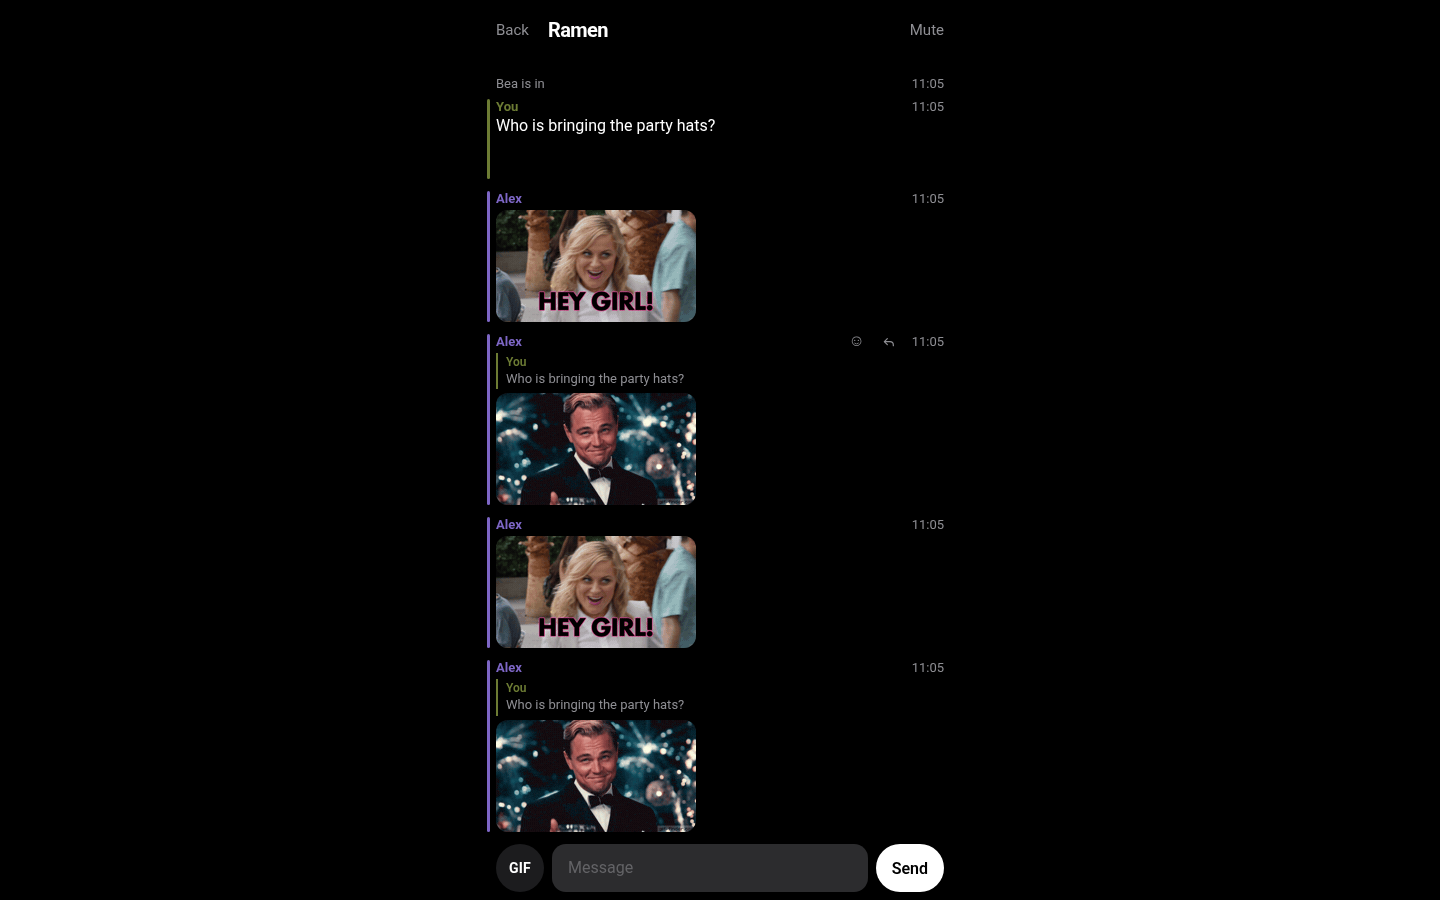 Back Ramen Mute
Bea is in 11:05
You 11:05
Who is bringing the party hats?
Alex 11:05
HEY GIRL!
Alex 11:05
You
Who is bringing the party hats?
Alex 11:05
HEY GIRL!
Alex 11:05
You
Who is bringing the party hats?
GIF Message Send